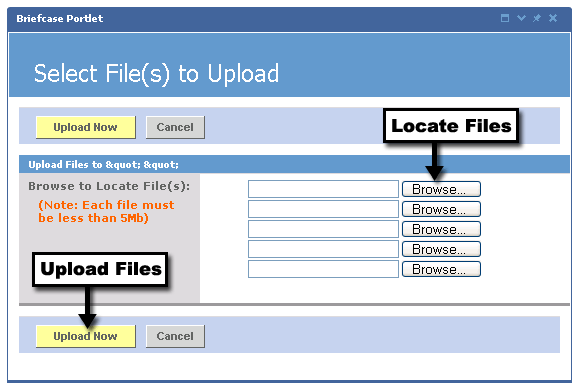 Briefcase Portlet
Select File(s) to Upload
Upload Now Cancel
Locate Files
Upload Files to &quot; &quot;
Browse to Locate File(s):
(Note: Each file must
be less than 5Mb)
Browse...
Browse...
Browse...
Browse...
Browse...
Upload Files
Upload Now Cancel